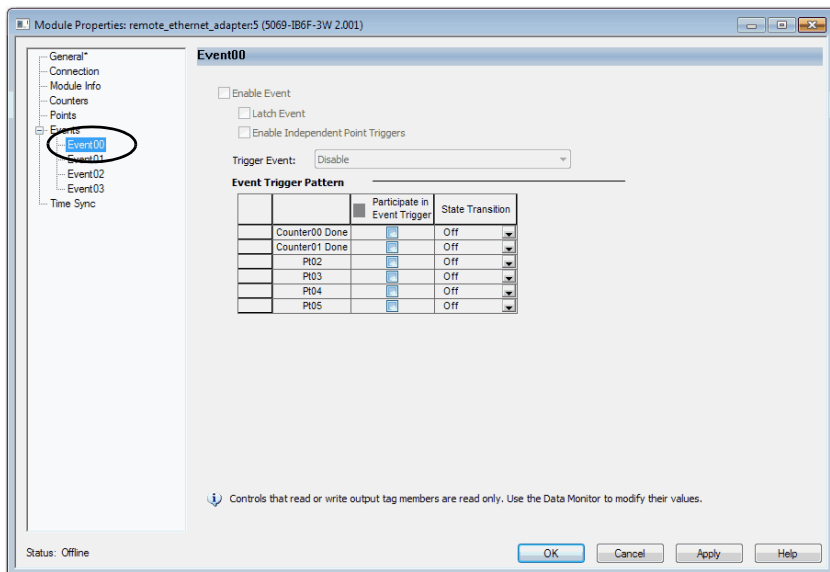 Module Properties: remote_ethernet_adapter:5 (5069-IB6F-3W 2.001)
General*
Connection
Module Info
Counters
Points
Events
Event00
Event01
Event02
Event03
Time Sync
Event00
Enable Event
Latch Event
Enable Independent Point Triggers
Trigger Event: Disable
Event Trigger Pattern
Participate in Event Trigger State Transition
Counter00 Done Off
Counter01 Done Off
Pt02 Off
Pt03 Off
Pt04 Off
Pt05 Off
Controls that read or write output tag members are read only. Use the Data Monitor to modify their values.
Status: Offline
OK Cancel Apply Help